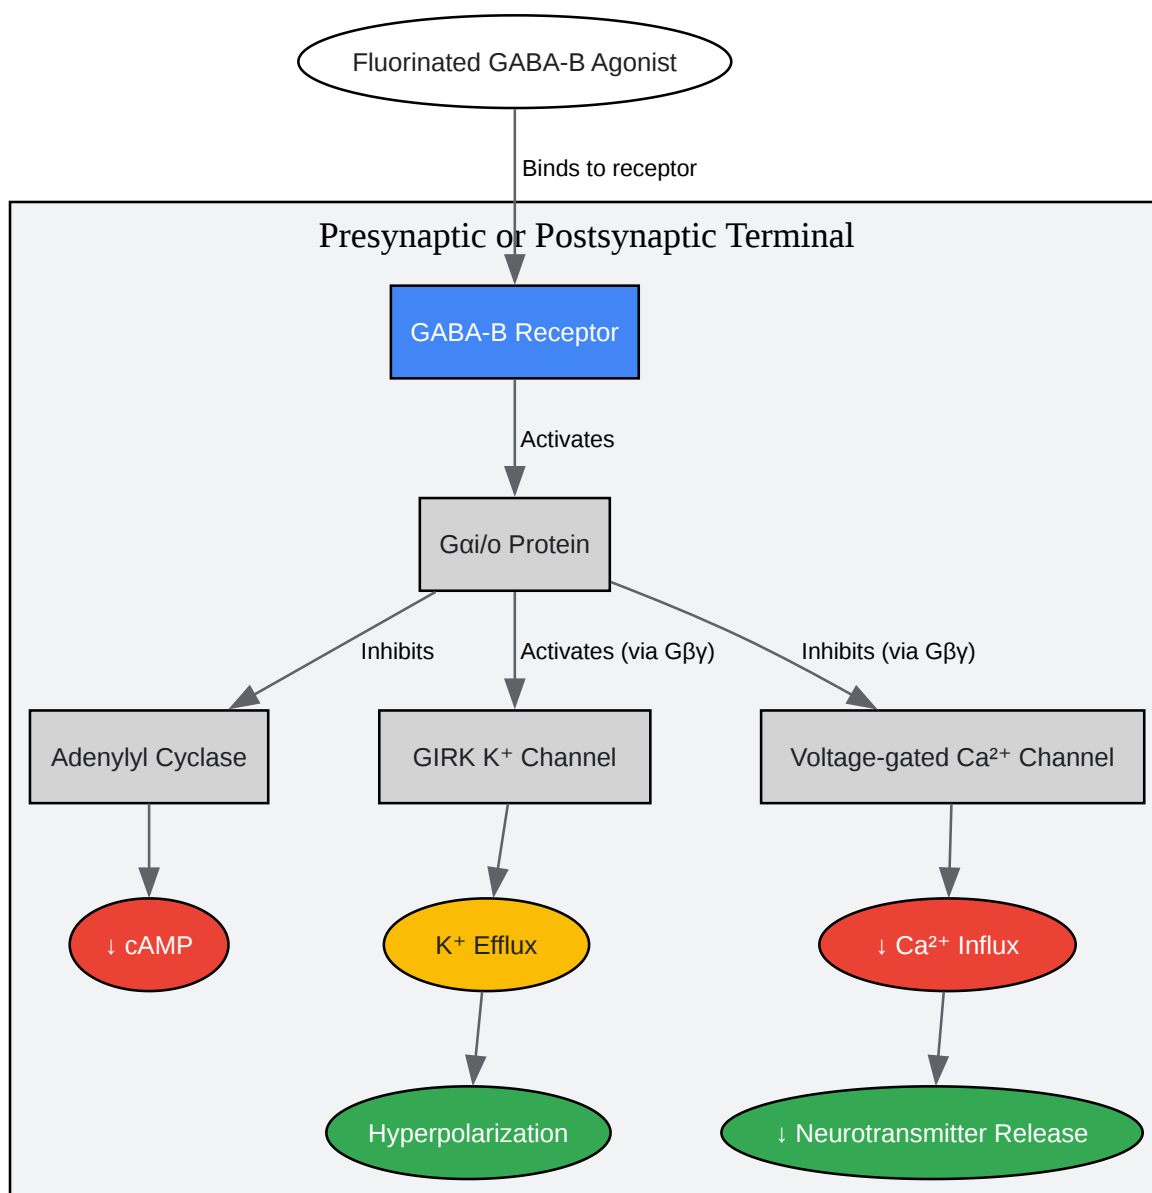 Fluorinated GABA-B Agonist
Binds to receptor
Presynaptic or Postsynaptic Terminal
GABA-B Receptor
Activates
Gαi/o Protein
Inhibits
Activates (via Gβγ)
Inhibits (via Gβγ)
Adenylyl Cyclase
GIRK K⁺ Channel
Voltage-gated Ca²⁺ Channel
↓ cAMP
K⁺ Efflux
↓ Ca²⁺ Influx
Hyperpolarization
↓ Neurotransmitter Release